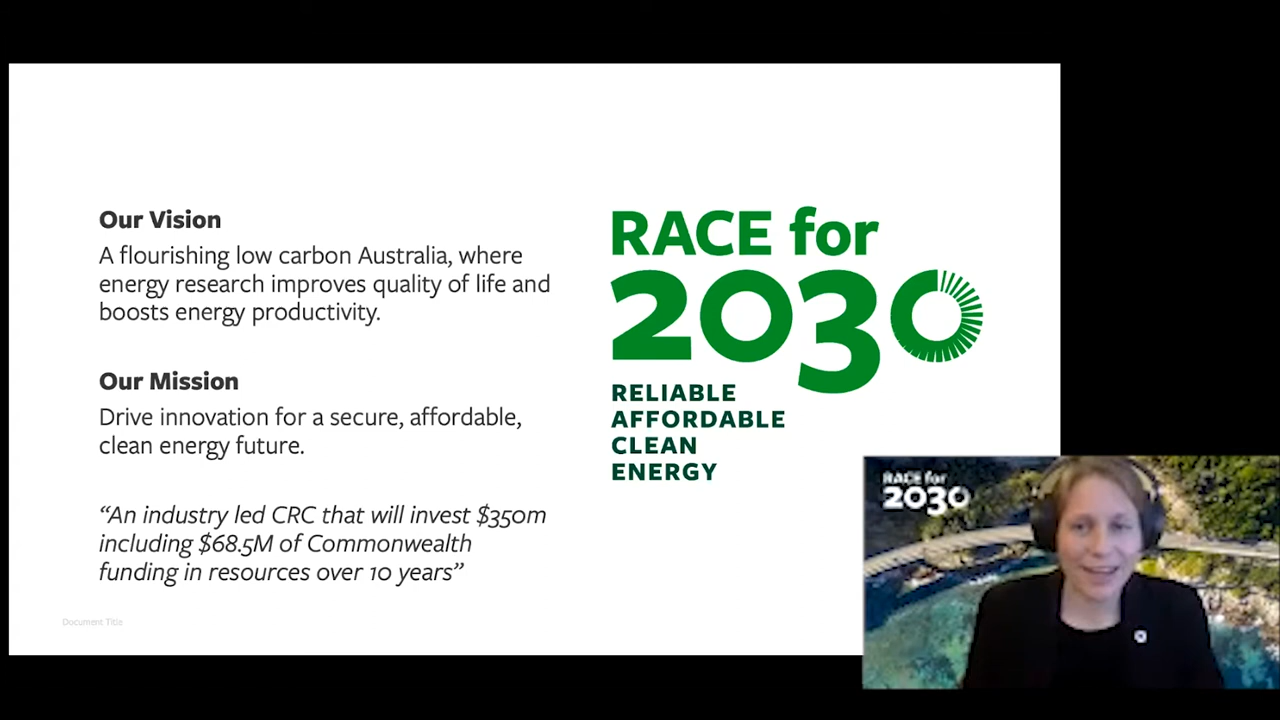 Our Vision
A flourishing low carbon Australia, where
energy research improves quality of life and
boosts energy productivity.
Our Mission
Drive innovation for a secure, affordable,
clean energy future.
“An industry led CRC that will invest $350m
including $68.5M of Commonwealth
funding in resources over 10 years”
Document Title
RACE for
2030
RELIABLE
AFFORDABLE
CLEAN
ENERGY
RACE for
2030